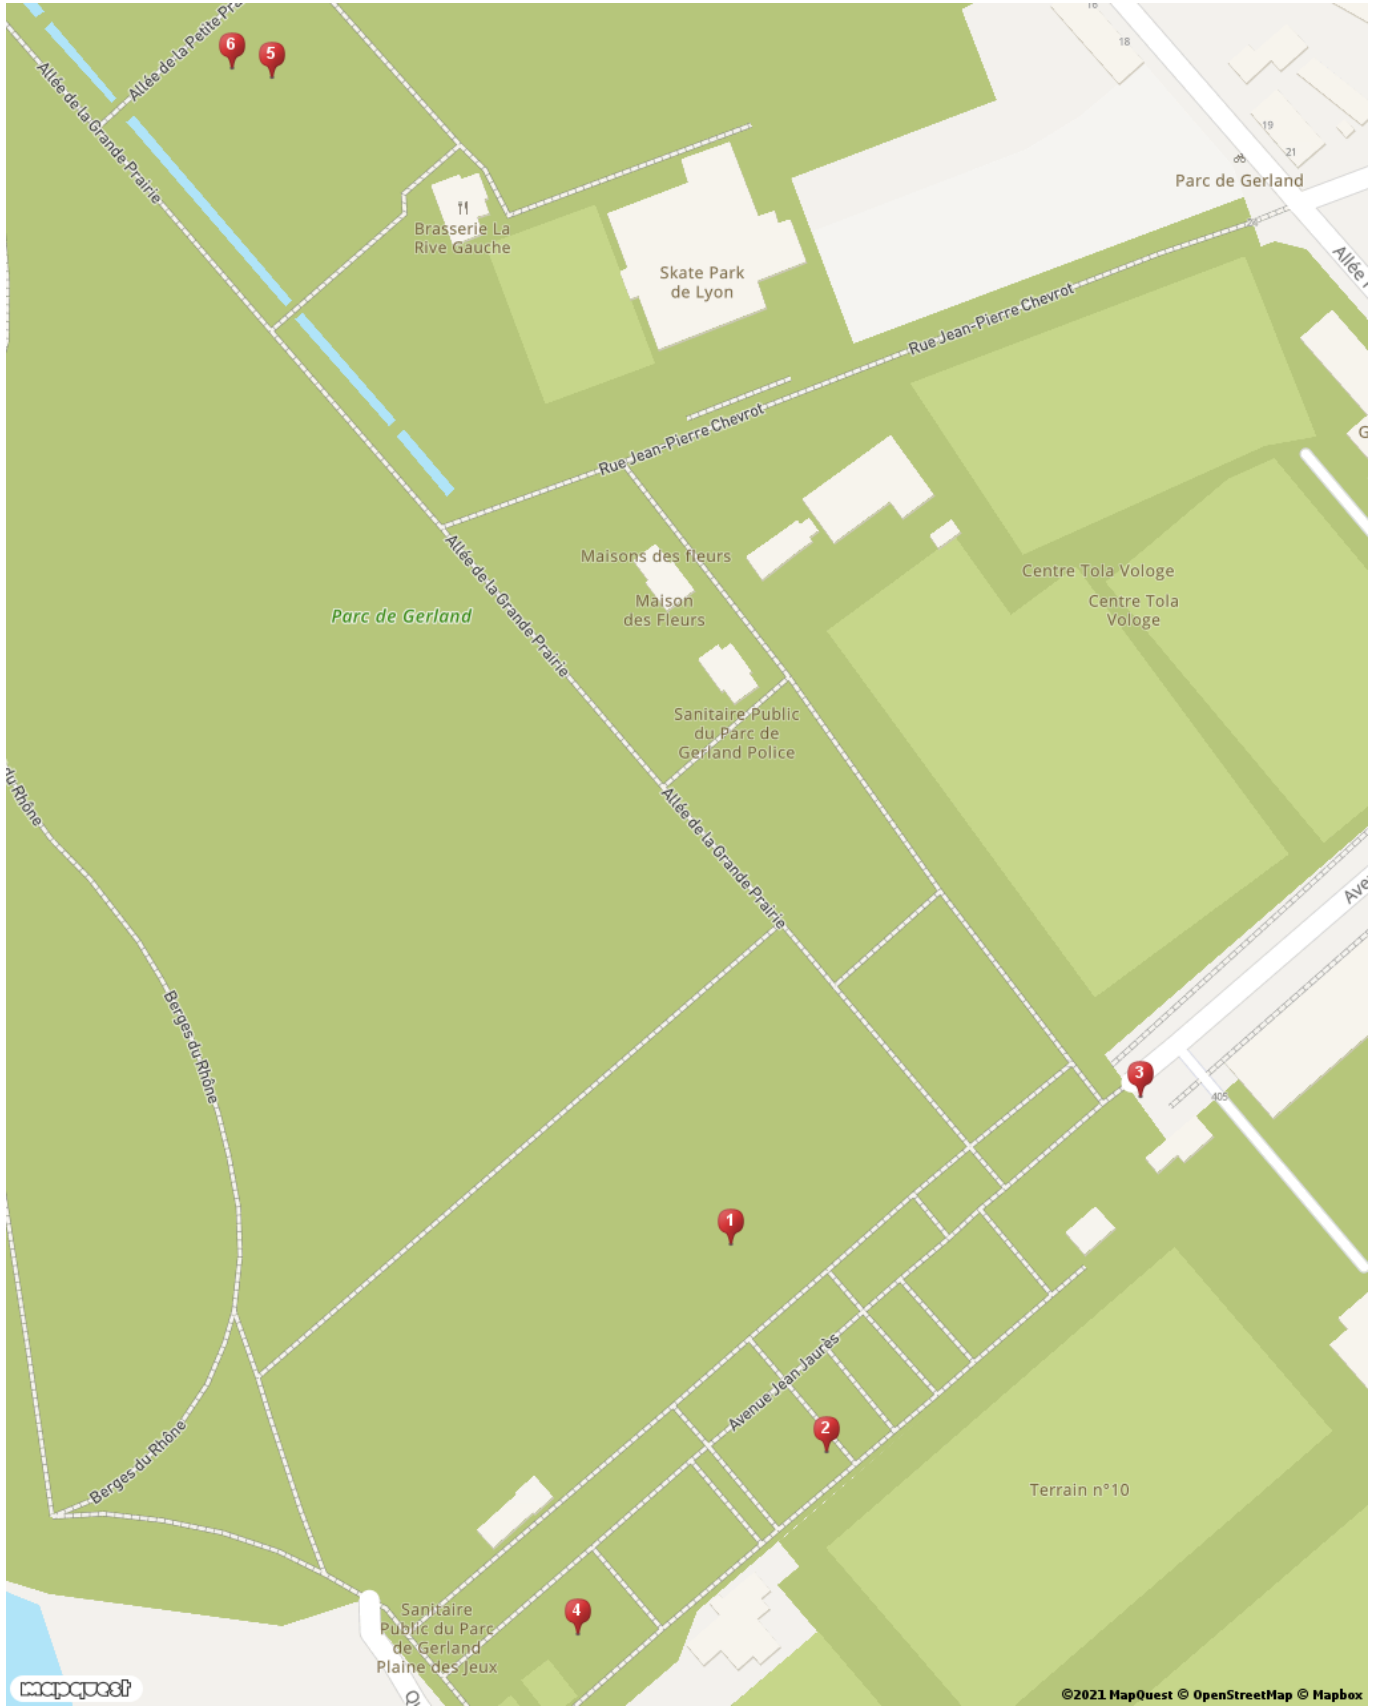 16
18
Allée de la Petite Pra
6
5
Allée de la Grande Prairie
19
21
Parc de Gerland
Brasserie La
Rive Gauche
Skate Park
de Lyon
Rue Jean-Pierre Chevrot
Allée
Rue Jean-Pierre Chevrot
G
Allée de la Grande Prairie
Maisons des fleurs
Maison
des Fleurs
Centre Tola Vologe
Centre Tola
Vologe
Parc de Gerland
Sanitaire Public
du Parc de
Gerland Police
du Rhône
Allée de la Grande Prairie
Ave
Berges du Rhône
3
405
1
Avenue Jean Jaurès
2
Berges du Rhône
Terrain n°10
4
Sanitaire
Public du Parc
de Gerland
Plaine des Jeux
mapquest
©2021 MapQuest © OpenStreetMap © Mapbox